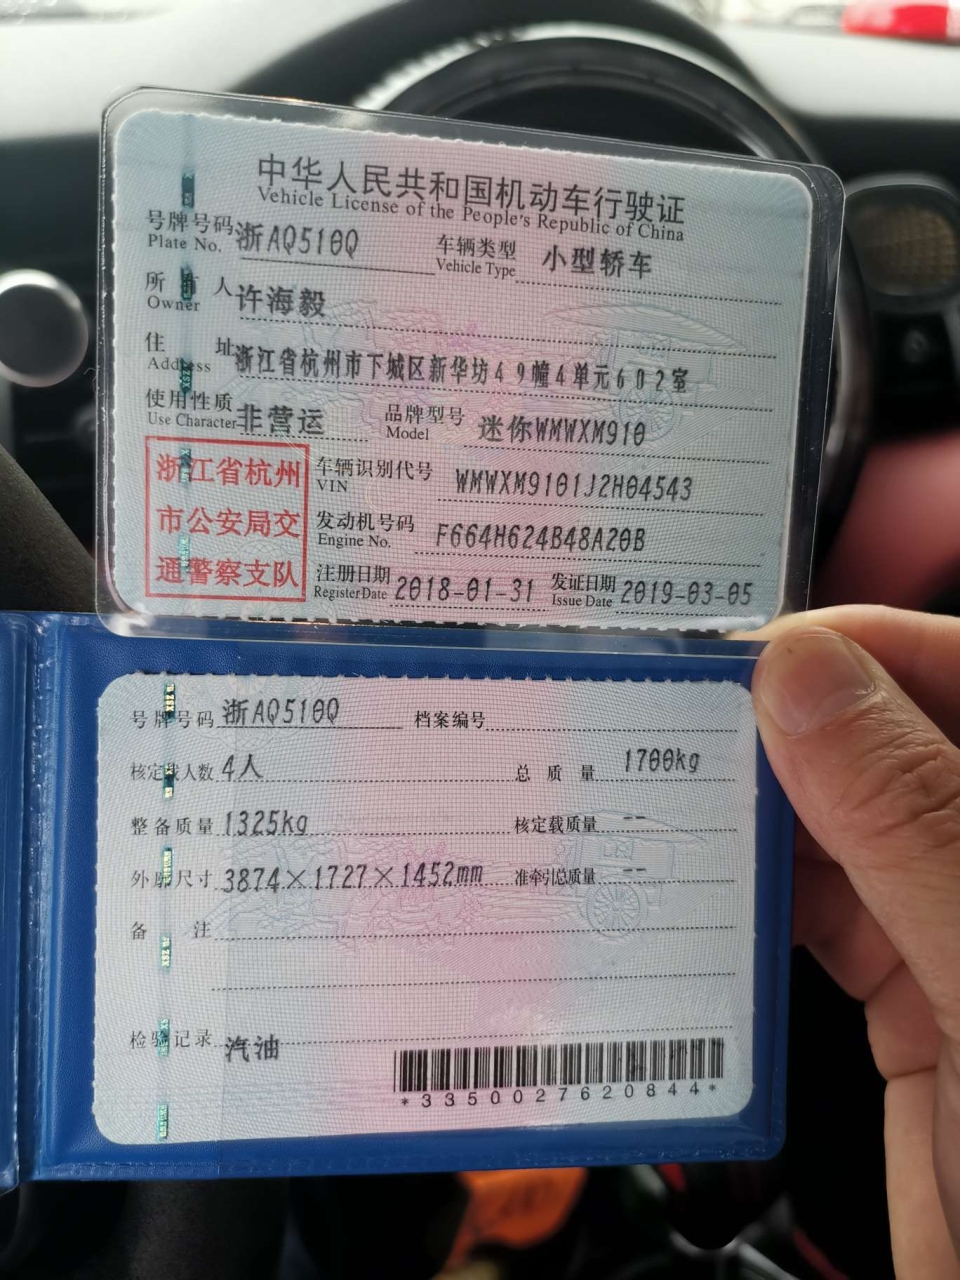 中华人民共和国机动车行驶证
Vehicle License of the People's Republic of China
号牌号码 浙AQ510Q 车辆类型 小型轿车
Plate No. Vehicle Type
所有人 许海毅
Owner
住址 浙江省杭州市下城区新华坊49幢4单元602室
Address
使用性质 非营运 品牌型号 迷你WMWXM910
Use Character Model
浙江省杭州
市公安局交
通警察支队
车辆识别代号 WMWXM9101J2H04543
VIN
发动机号码 F664H624B48A20B
Engine No.
注册日期 2018-01-31 发证日期 2019-03-05
Register Date Issue Date
号牌号码 浙AQ510Q 档案编号
核定载人数 4人 总质量 1700kg
整备质量 1325kg 核定载质量 --
外廓尺寸 3874×1727×1452mm 准牵引总质量 --
备注
检验记录 汽油
*3350027620844*